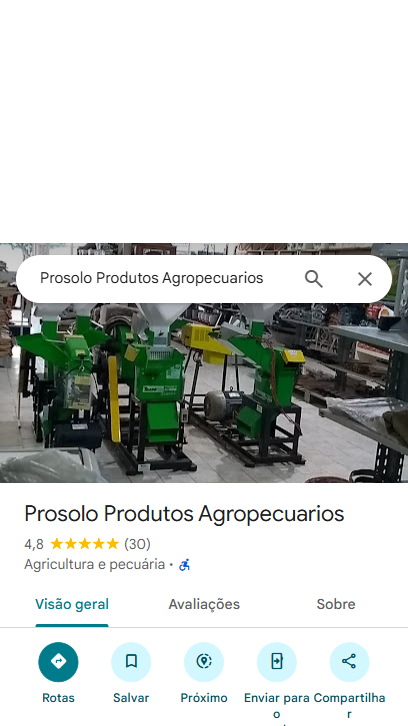 Prosolo Produtos Agropecuarios
Prosolo Produtos Agropecuarios
4,8 ★★★★★ (30)
Agricultura e pecuária ·
Visão geral Avaliações Sobre
Rotas Salvar Próximo Enviar para Compartilha
o r